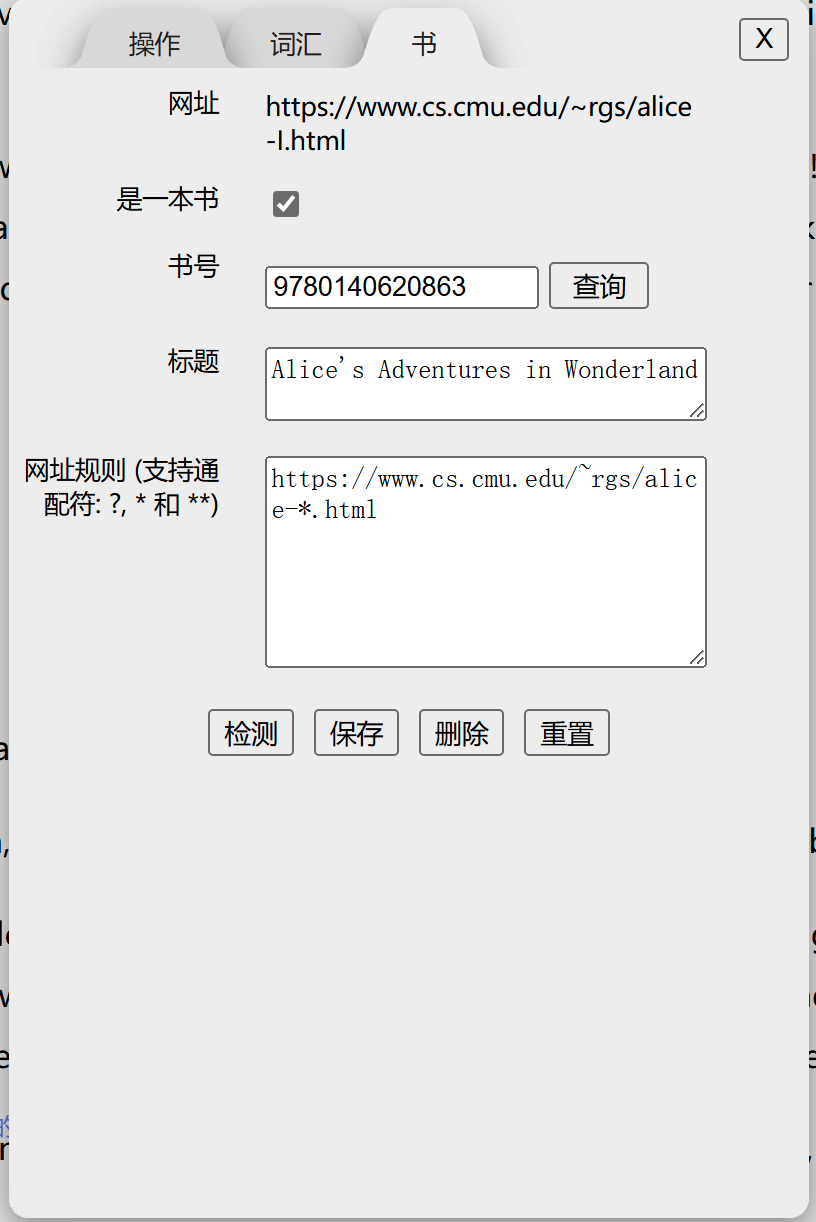 操作 词汇 书 X
网址 https://www.cs.cmu.edu/~rgs/alice
-I.html
是一本书
书号 9780140620863 查询
标题 Alice's Adventures in Wonderland
网址规则 (支持通
配符: ?, * 和 **)
https://www.cs.cmu.edu/~rgs/alic
e-*.html
检测 保存 删除 重置